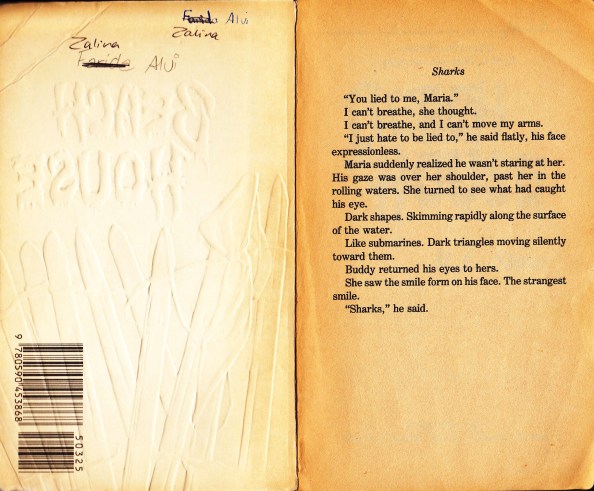 Farida Alvi
Zalina
Zalina
Farida Alvi
BEACH
HOUSE
9 780590 453868
50325
Sharks
“You lied to me, Maria.”
I can’t breathe, she thought.
I can’t breathe, and I can’t move my arms.
“I just hate to be lied to,” he said flatly, his face
expressionless.
Maria suddenly realized he wasn’t staring at her.
His gaze was over her shoulder, past her in the
rolling waters. She turned to see what had caught
his eye.
Dark shapes. Skimming rapidly along the surface
of the water.
Like submarines. Dark triangles moving silently
toward them.
Buddy returned his eyes to hers.
She saw the smile form on his face. The strangest
smile.
“Sharks,” he said.